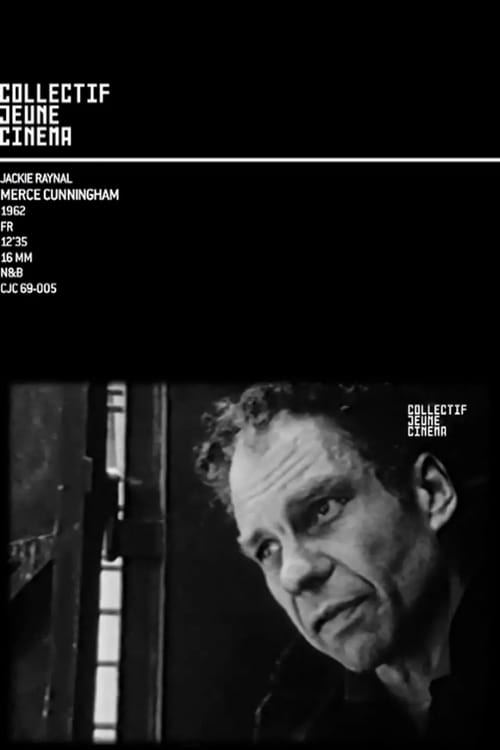 COLLECTIF
JEUNE
CINEMA
JACKIE RAYNAL
MERCE CUNNINGHAM
1962
FR
12'35
16 MM
N&B
CJC 69-005
COLLECTIF
JEUNE
CINEMA